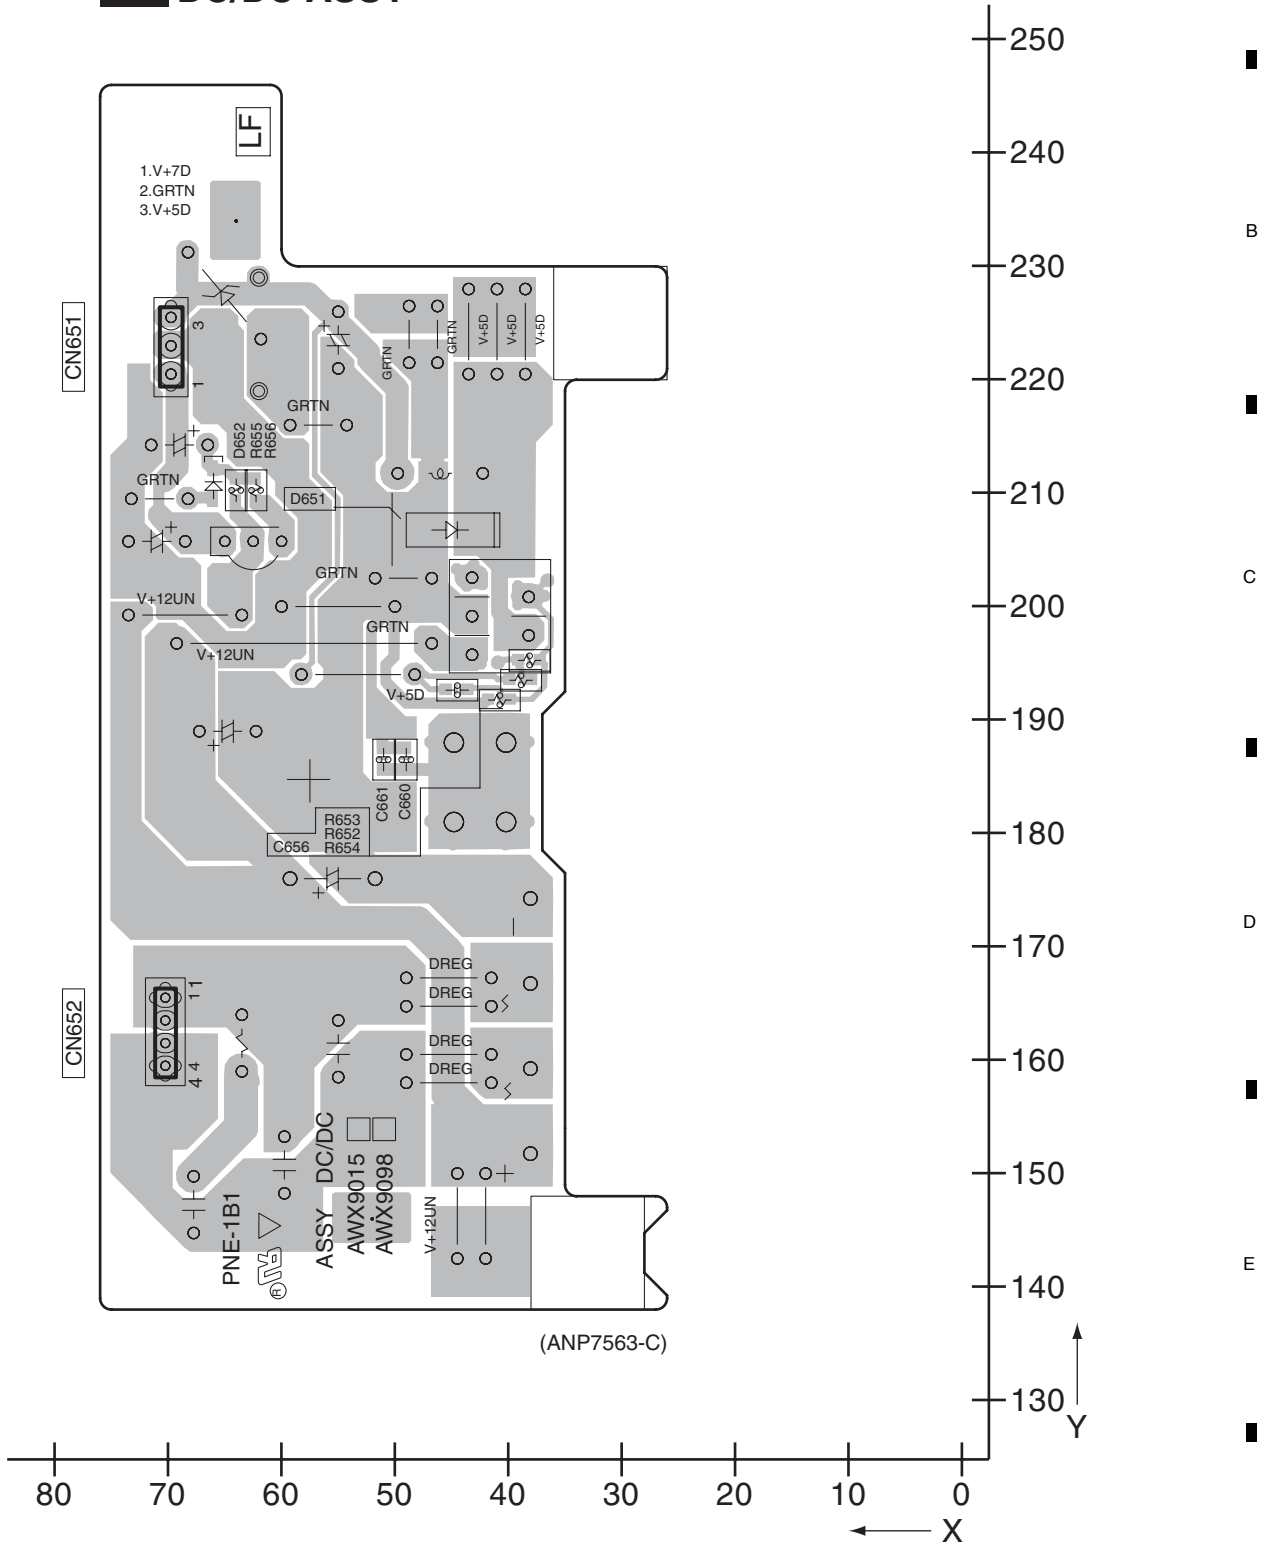 DC/DC ASSY
250
LF
240
1.V+7D
2.GRTN
3.V+5D
B
230
CN651
3
1
+
GRTN
GRTN
V+5D
V+5D
V+5D
220
GRTN
D652
R655
R656
GRTN
D651
210
+
GRTN
C
V+12UN
200
GRTN
V+12UN
V+5D
190
+
C661
C660
R653
R652
C656 R654
180
+
D
170
DREG
CN652
1 1
DREG
DREG
4 4
DREG
160
PNE-1B1
ASSY DC/DC
AWX9015
AWX9098
+
150
V+12UN
R
E
140
(ANP7563-C)
130
Y
80 70 60 50 40 30 20 10 0
X